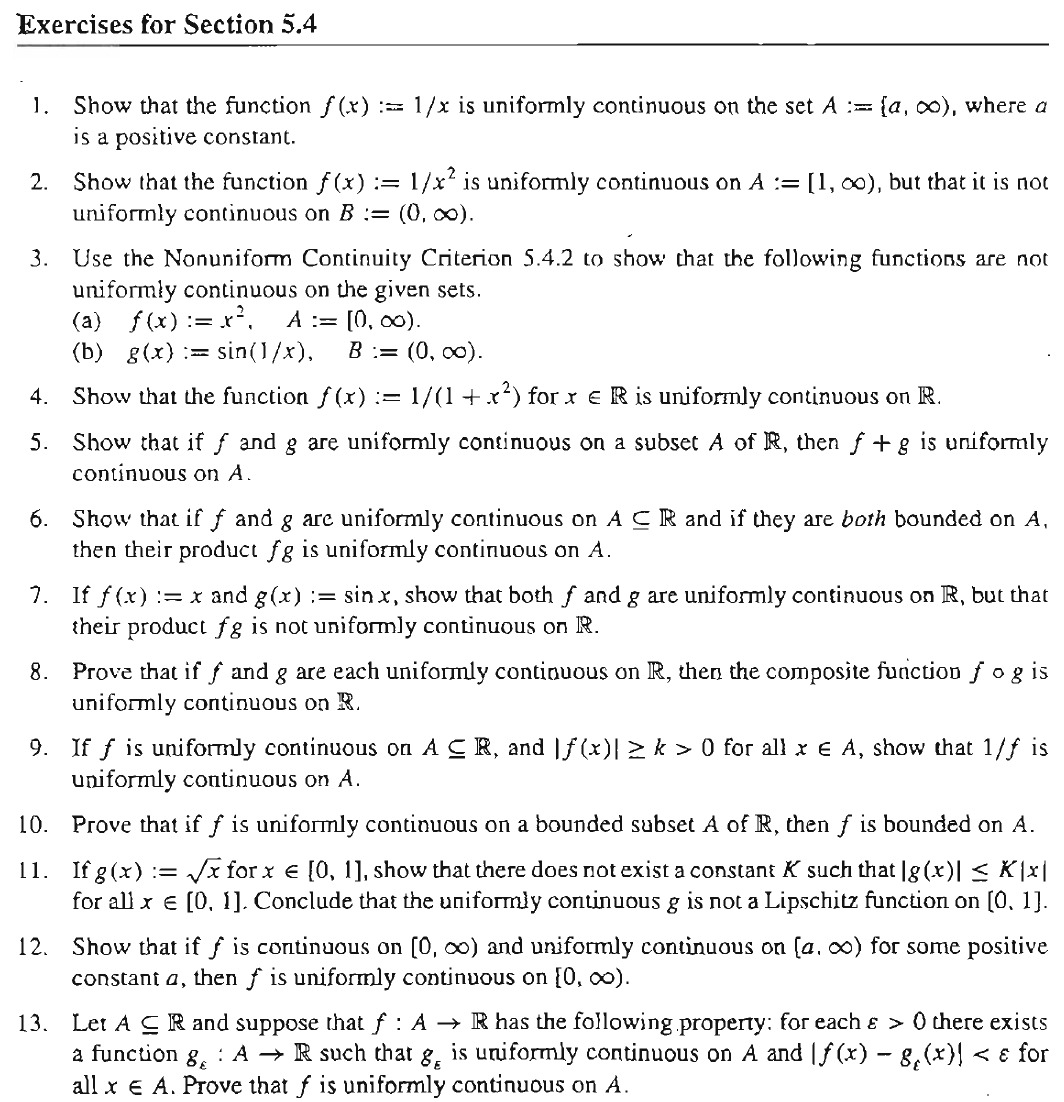 Exercises for Section 5.4
1. Show that the function f(x) := 1/x is uniformly continuous on the set A := [a, ∞), where a
is a positive constant.
2. Show that the function f(x) := 1/x² is uniformly continuous on A := [1, ∞), but that it is not
uniformly continuous on B := (0, ∞).
3. Use the Nonuniform Continuity Criterion 5.4.2 to show that the following functions are not
uniformly continuous on the given sets.
(a) f(x) := x², A := [0, ∞).
(b) g(x) := sin(1/x), B := (0, ∞).
4. Show that the function f(x) := 1/(1 + x²) for x ∈ ℝ is uniformly continuous on ℝ.
5. Show that if f and g are uniformly continuous on a subset A of ℝ, then f + g is uniformly
continuous on A.
6. Show that if f and g are uniformly continuous on A ⊆ ℝ and if they are both bounded on A,
then their product fg is uniformly continuous on A.
7. If f(x) := x and g(x) := sin x, show that both f and g are uniformly continuous on ℝ, but that
their product fg is not uniformly continuous on ℝ.
8. Prove that if f and g are each uniformly continuous on ℝ, then the composite function f ∘ g is
uniformly continuous on ℝ.
9. If f is uniformly continuous on A ⊆ ℝ, and |f(x)| ≥ k > 0 for all x ∈ A, show that 1/f is
uniformly continuous on A.
10. Prove that if f is uniformly continuous on a bounded subset A of ℝ, then f is bounded on A.
11. If g(x) := √x for x ∈ [0, 1], show that there does not exist a constant K such that |g(x)| ≤ K|x|
for all x ∈ [0, 1]. Conclude that the uniformly continuous g is not a Lipschitz function on [0, 1].
12. Show that if f is continuous on [0, ∞) and uniformly continuous on [a, ∞) for some positive
constant a, then f is uniformly continuous on [0, ∞).
13. Let A ⊆ ℝ and suppose that f : A → ℝ has the following property: for each ε > 0 there exists
a function g_ε : A → ℝ such that g_ε is uniformly continuous on A and |f(x) − g_ε(x)| < ε for
all x ∈ A. Prove that f is uniformly continuous on A.